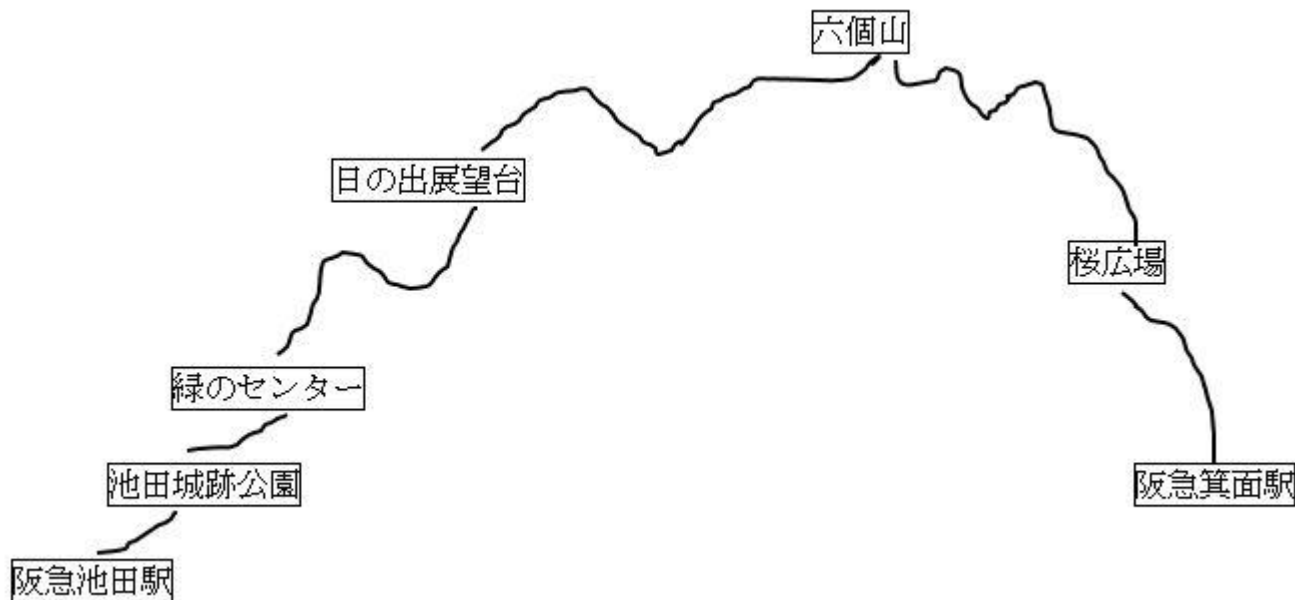 六個山
日の出展望台
桜広場
緑のセンター
池田城跡公園
阪急箕面駅
阪急池田駅